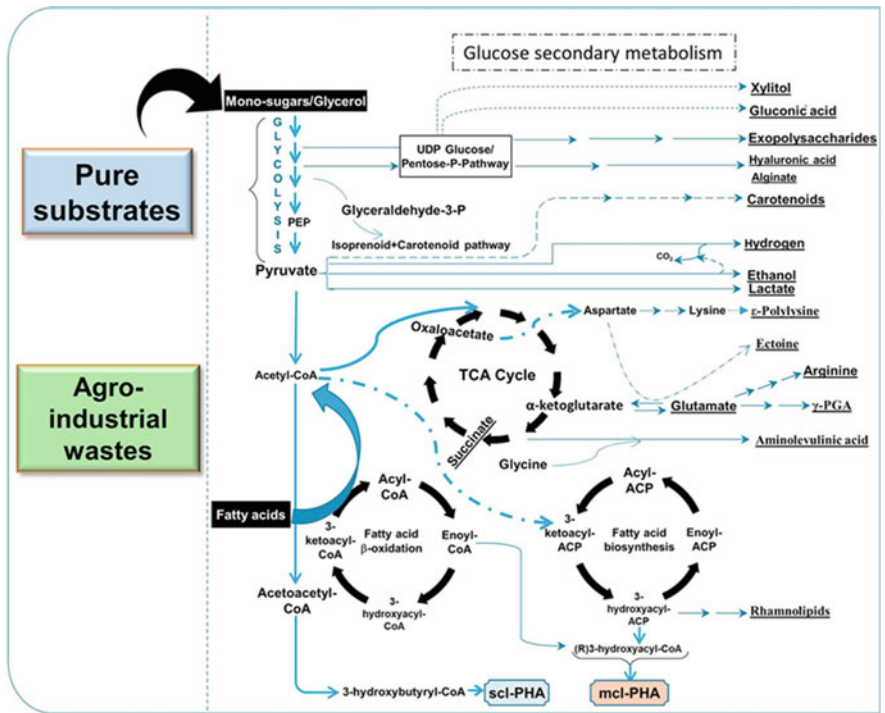 Glucose secondary metabolism
Mono-sugars/Glycerol
GLYCOLYSIS
Pure
substrates
Agro-
industrial
wastes
UDP Glucose/
Pentose-P-Pathway
Xylitol
Gluconic acid
Exopolysaccharides
Hyaluronic acid
Alginate
Carotenoids
Glyceraldehyde-3-P
PEP
Isoprenoid+Carotenoid pathway
Pyruvate
Hydrogen
CO₂
Ethanol
Lactate
Oxaloacetate
Aspartate
Lysine
ε-Polylysine
Ectoine
Acetyl-CoA
TCA Cycle
Arginine
α-ketoglutarate
Glutamate
γ-PGA
Succinate
Glycine
Aminolevulinic acid
Fatty acids
Acyl-
CoA
3-
ketoacyl-
CoA
Fatty acid
β-oxidation
Enoyl-
CoA
3-
hydroxyacyl-
CoA
Acyl-
ACP
3-
ketoacyl-
ACP
Fatty acid
biosynthesis
Enoyl-
ACP
3-
hydroxyacyl-
ACP
Rhamnolipids
Acetoacetyl-
CoA
(R)3-hydroxyacyl-CoA
3-hydroxybutyryl-CoA
scl-PHA
mcl-PHA